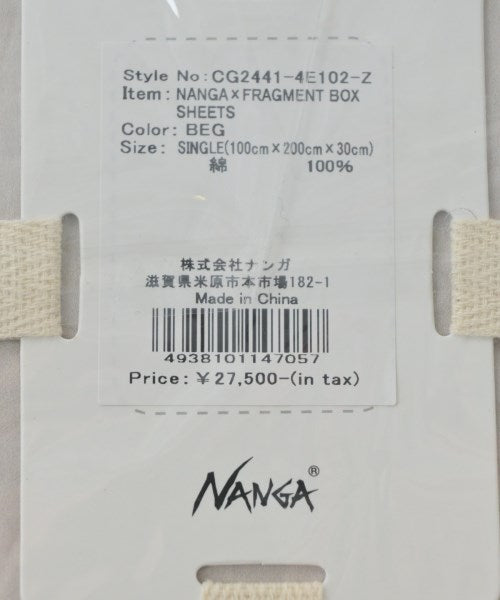 Style No: CG2441-4E102-Z
Item: NANGA×FRAGMENT BOX
SHEETS
Color: BEG
Size: SINGLE(100cm×200cm×30cm)
綿 100%
株式会社ナンガ
滋賀県米原市本市場182-1
Made in China
4938101147057
Price: ¥27,500-(in tax)
NANGA®